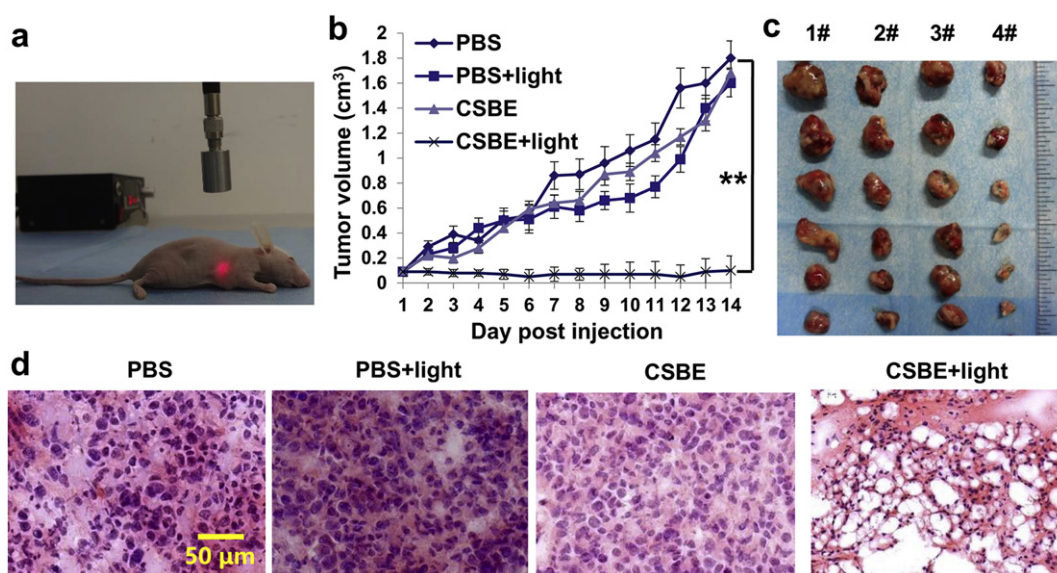 a
b
c
2
1.8
1.6
1.4
1.2
1
0.8
0.6
0.4
0.2
0
Tumor volume (cm³)
PBS
PBS+light
CSBE
CSBE+light
**
1 2 3 4 5 6 7 8 9 10 11 12 13 14
Day post injection
1# 2# 3# 4#
d
PBS PBS+light CSBE CSBE+light
50 µm